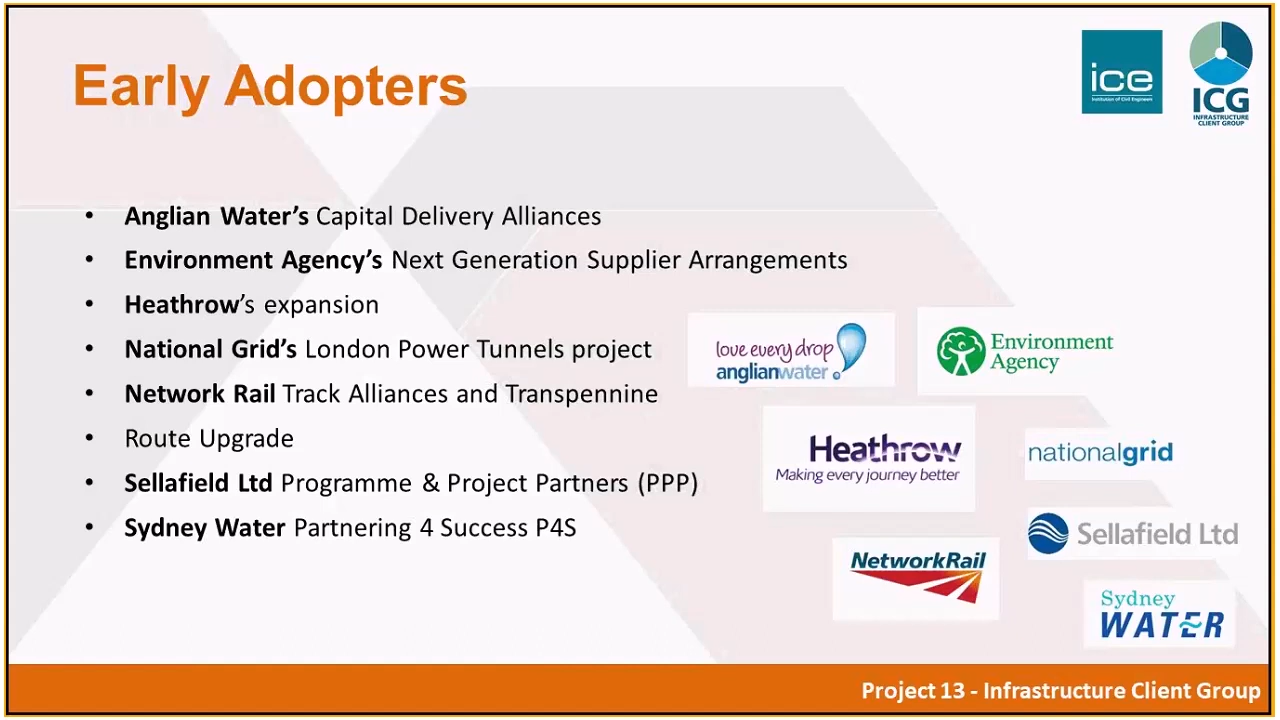 Early Adopters
ice
Institution of Civil Engineers
ICG
INFRASTRUCTURE
CLIENT GROUP
• Anglian Water’s Capital Delivery Alliances
• Environment Agency’s Next Generation Supplier Arrangements
• Heathrow’s expansion
• National Grid’s London Power Tunnels project
• Network Rail Track Alliances and Transpennine
• Route Upgrade
• Sellafield Ltd Programme & Project Partners (PPP)
• Sydney Water Partnering 4 Success P4S
love every drop
anglianwater
Environment
Agency
Heathrow
Making every journey better
nationalgrid
Sellafield Ltd
NetworkRail
Sydney
WATER
Project 13 - Infrastructure Client Group